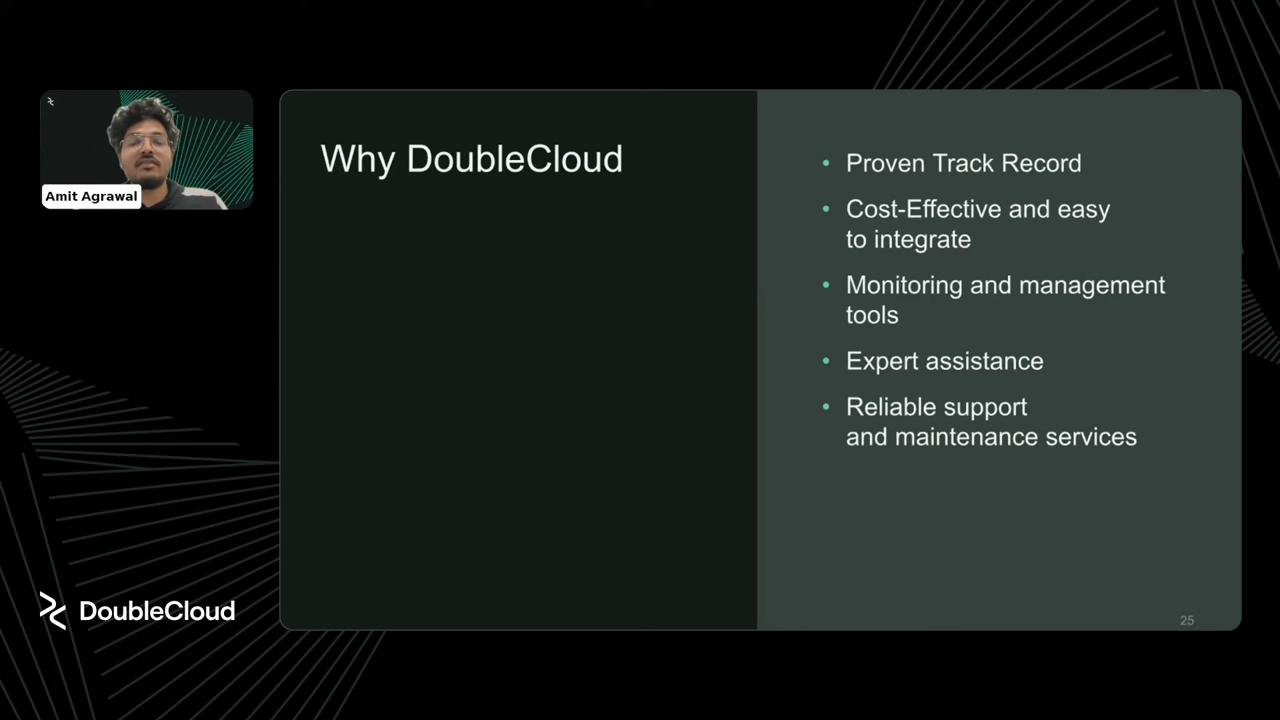 Amit Agrawal
Why DoubleCloud
• Proven Track Record
• Cost-Effective and easy
to integrate
• Monitoring and management
tools
• Expert assistance
• Reliable support
and maintenance services
DoubleCloud
25